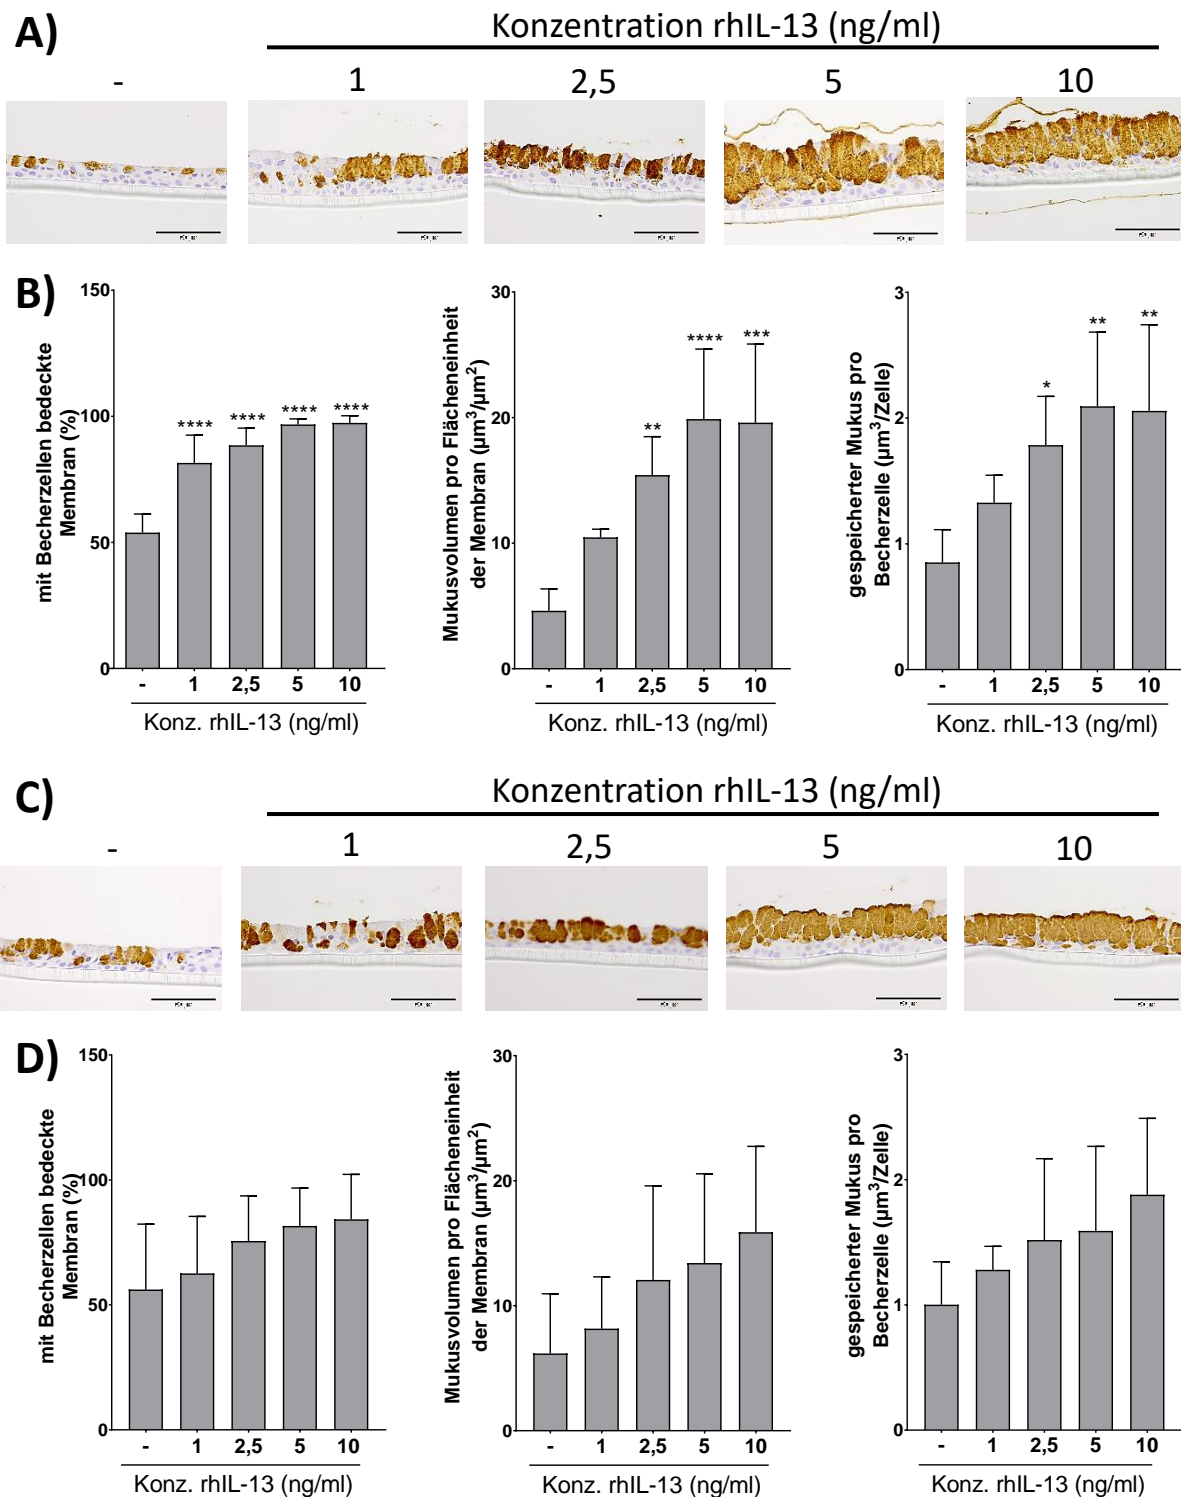 A)
Konzentration rhIL-13 (ng/ml)
- 1 2,5 5 10
B)
mit Becherzellen bedeckte
Membran (%)
150
100
50
0
**** **** **** ****
- 1 2,5 5 10
Konz. rhIL-13 (ng/ml)
Mukusvolumen pro Flächeneinheit
der Membran (µm³/µm²)
30
20
10
0
** **** ***
- 1 2,5 5 10
Konz. rhIL-13 (ng/ml)
gespeicherter Mukus pro
Becherzelle (µm³/Zelle)
3
2
1
0
* ** **
- 1 2,5 5 10
Konz. rhIL-13 (ng/ml)
C)
Konzentration rhIL-13 (ng/ml)
- 1 2,5 5 10
D)
mit Becherzellen bedeckte
Membran (%)
150
100
50
0
- 1 2,5 5 10
Konz. rhIL-13 (ng/ml)
Mukusvolumen pro Flächeneinheit
der Membran (µm³/µm²)
30
20
10
0
- 1 2,5 5 10
Konz. rhIL-13 (ng/ml)
gespeicherter Mukus pro
Becherzelle (µm³/Zelle)
3
2
1
0
- 1 2,5 5 10
Konz. rhIL-13 (ng/ml)